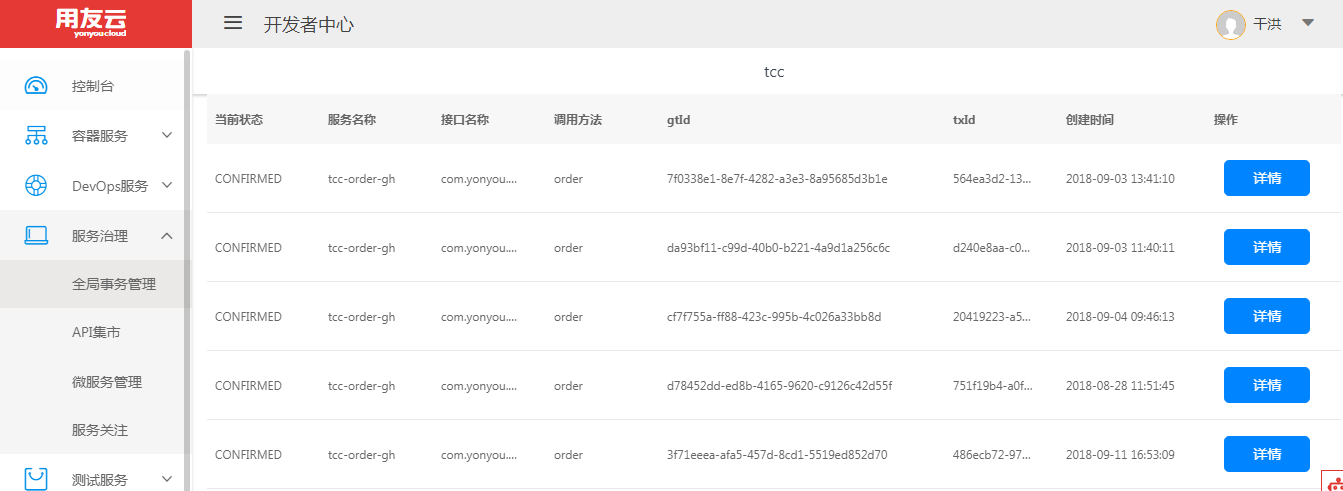 用友云
yonyoucloud
开发者中心
干洪
控制台
容器服务
DevOps服务
服务治理
全局事务管理
API集市
微服务管理
服务关注
测试服务
tcc
当前状态 服务名称 接口名称 调用方法 gtId txId 创建时间 操作
CONFIRMED tcc-order-gh com.yonyou.... order 7f0338e1-8e7f-4282-a3e3-8a95685d3b1e 564ea3d2-13... 2018-09-03 13:41:10 详情
CONFIRMED tcc-order-gh com.yonyou.... order da93bf11-c99d-40b0-b221-4a9d1a256c6c d240e8aa-c0... 2018-09-03 11:40:11 详情
CONFIRMED tcc-order-gh com.yonyou.... order cf7f755a-ff88-423c-995b-4c026a33bb8d 20419223-a5... 2018-09-04 09:46:13 详情
CONFIRMED tcc-order-gh com.yonyou.... order d78452dd-ed8b-4165-9620-c9126c42d55f 751f19b4-a0f... 2018-08-28 11:51:45 详情
CONFIRMED tcc-order-gh com.yonyou.... order 3f71eeea-afa5-457d-8cd1-5519ed852d70 486ecb72-97... 2018-09-11 16:53:09 详情